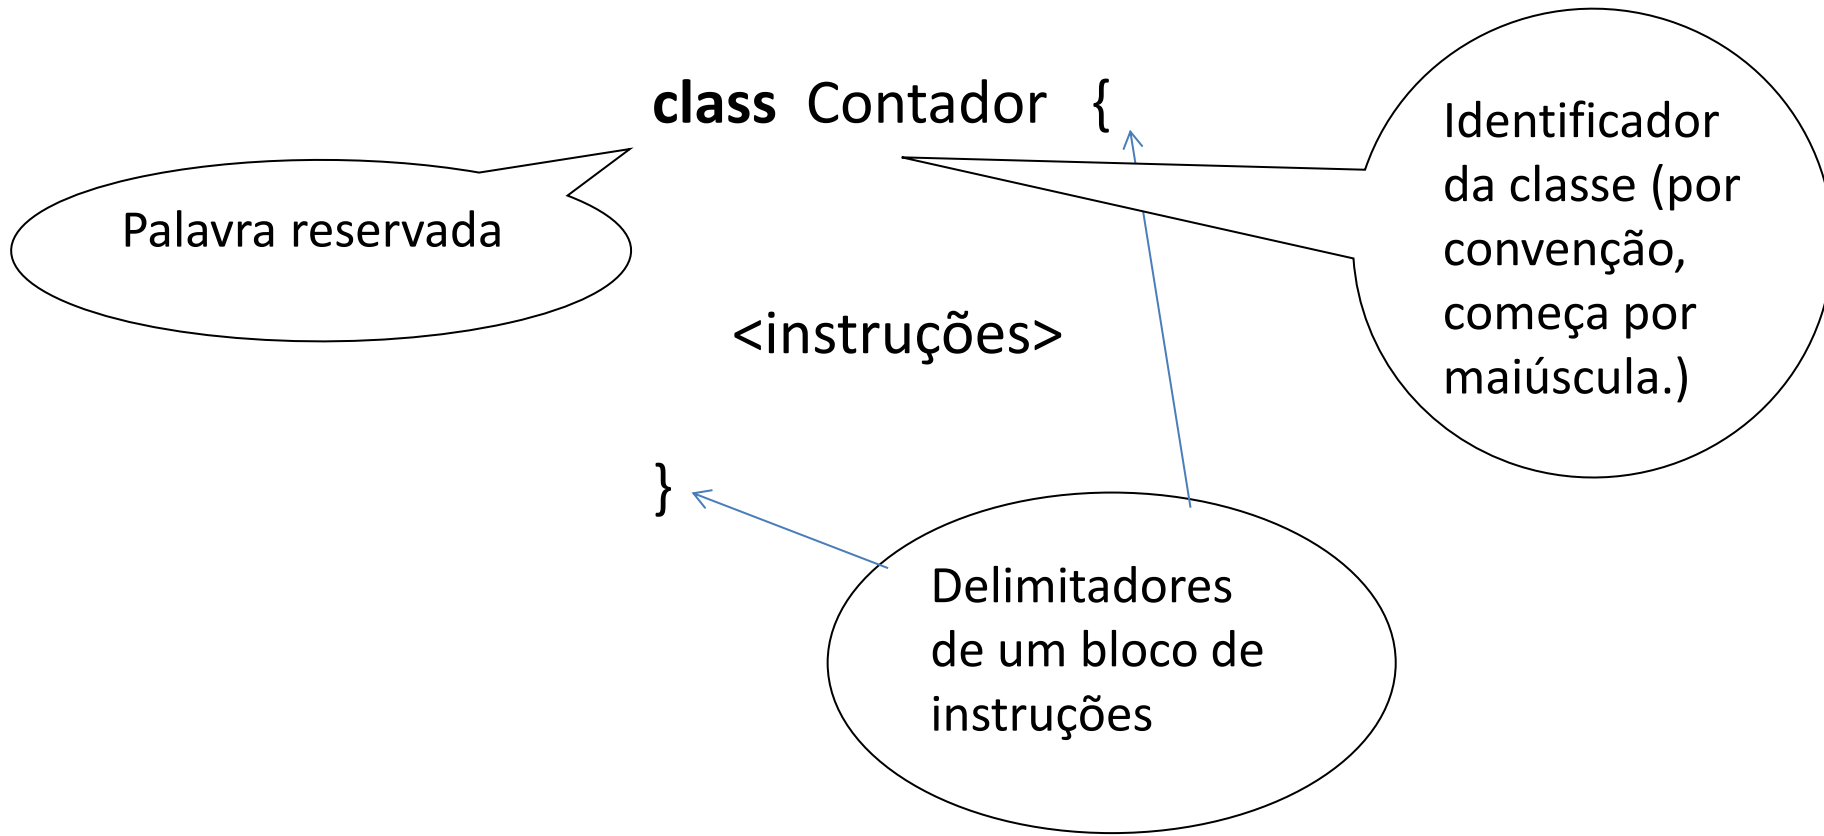 class Contador {
Palavra reservada
Identificador
da classe (por
convenção,
começa por
maiúscula.)
<instruções>
}
Delimitadores
de um bloco de
instruções